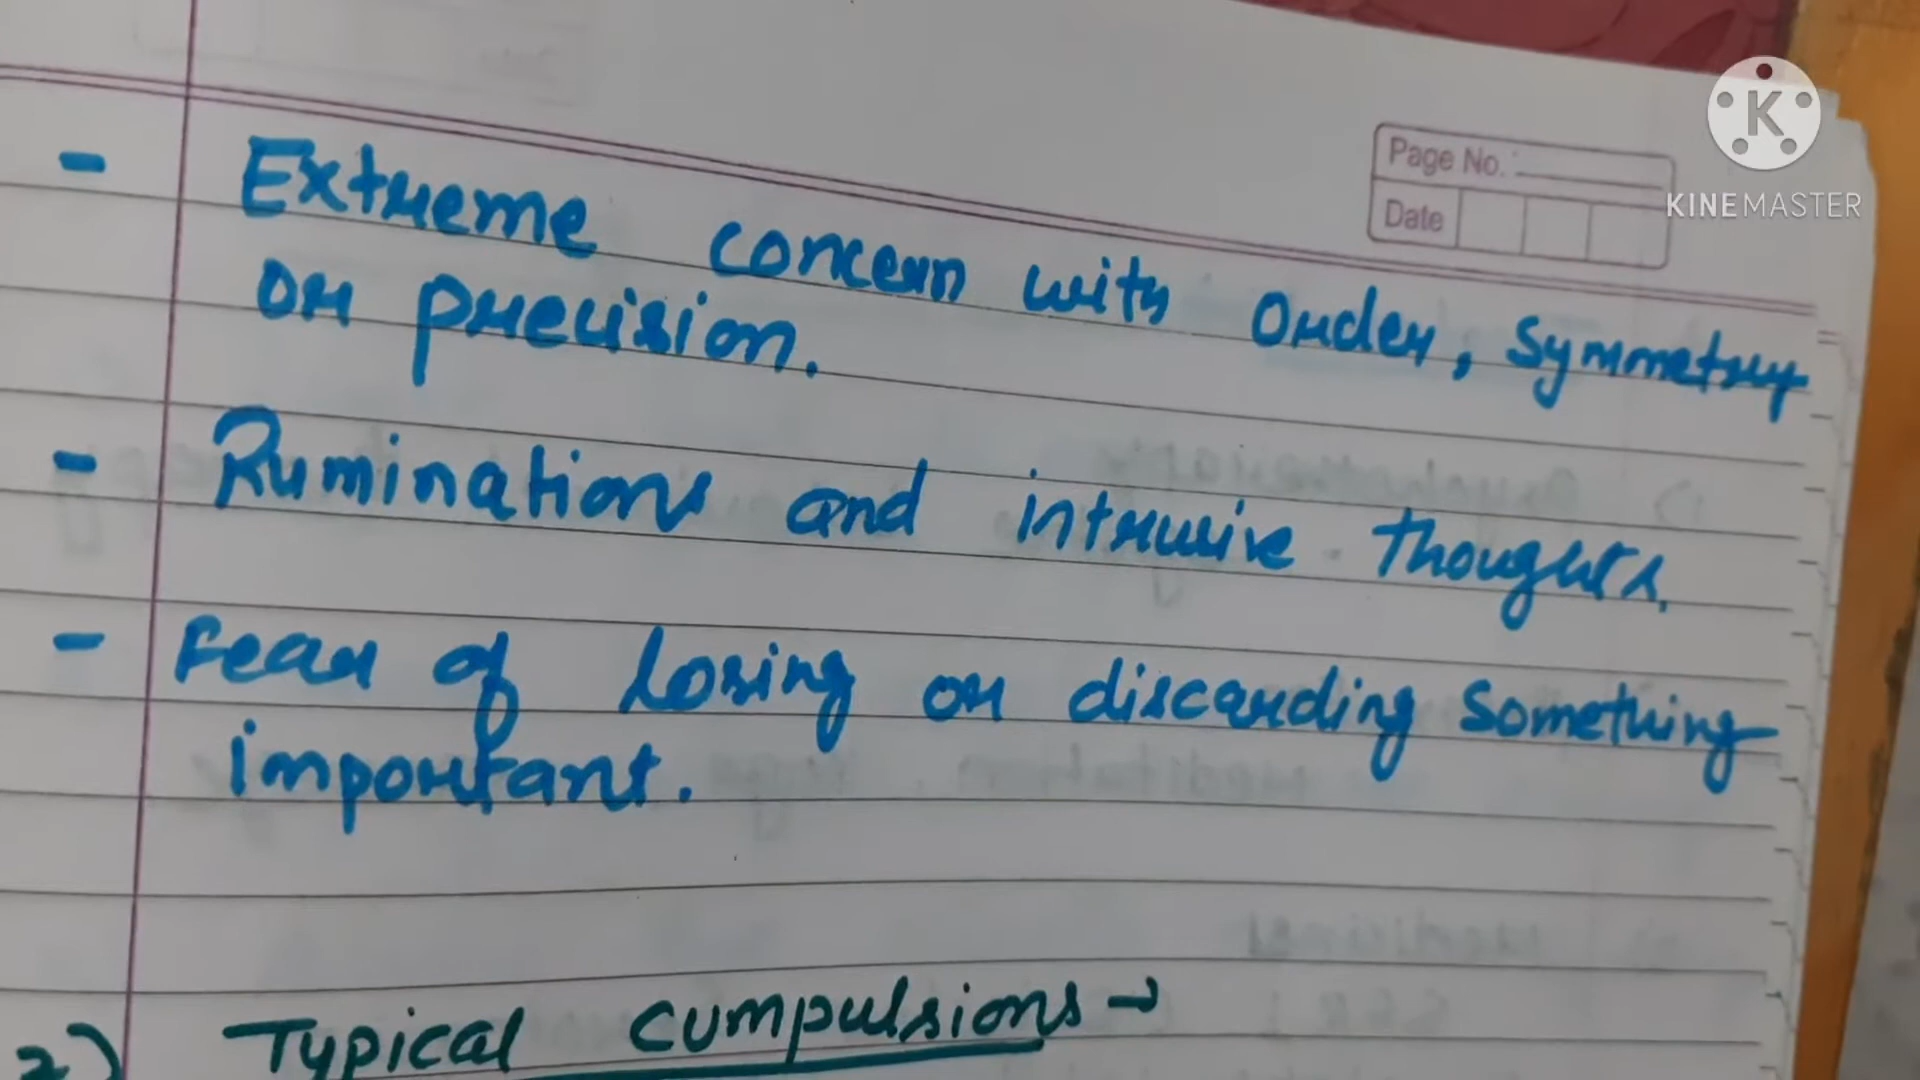 Page No.
Date
K
KINEMASTER
- Extreme concern with Order, Symmetry
or precision.
- Ruminations and intrusive thoughts.
- Fear of losing or discarding Something
important.
2) Typical cumpulsions →